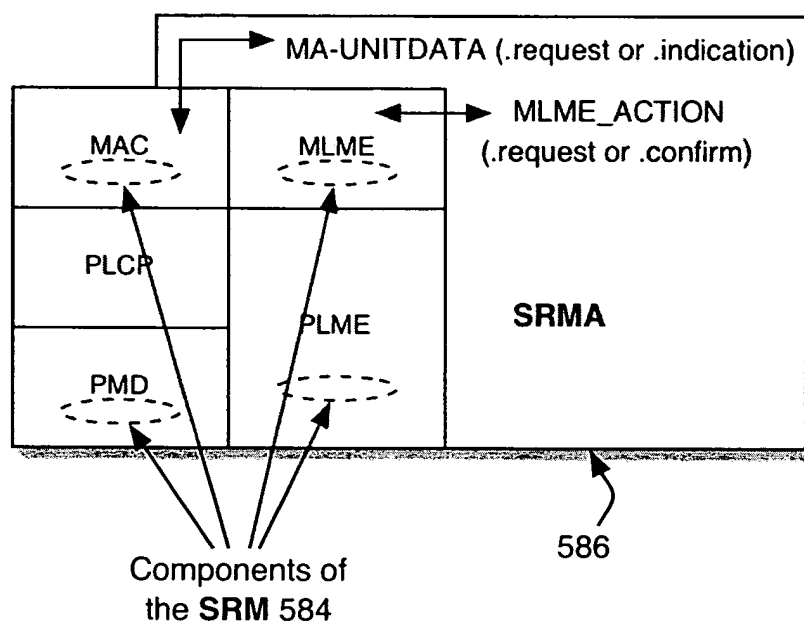 MA-UNITDATA (.request or .indication)
MLME_ACTION
(.request or .confirm)
MAC
MLME
PLCP
PLME
SRMA
PMD
586
Components of
the SRM 584